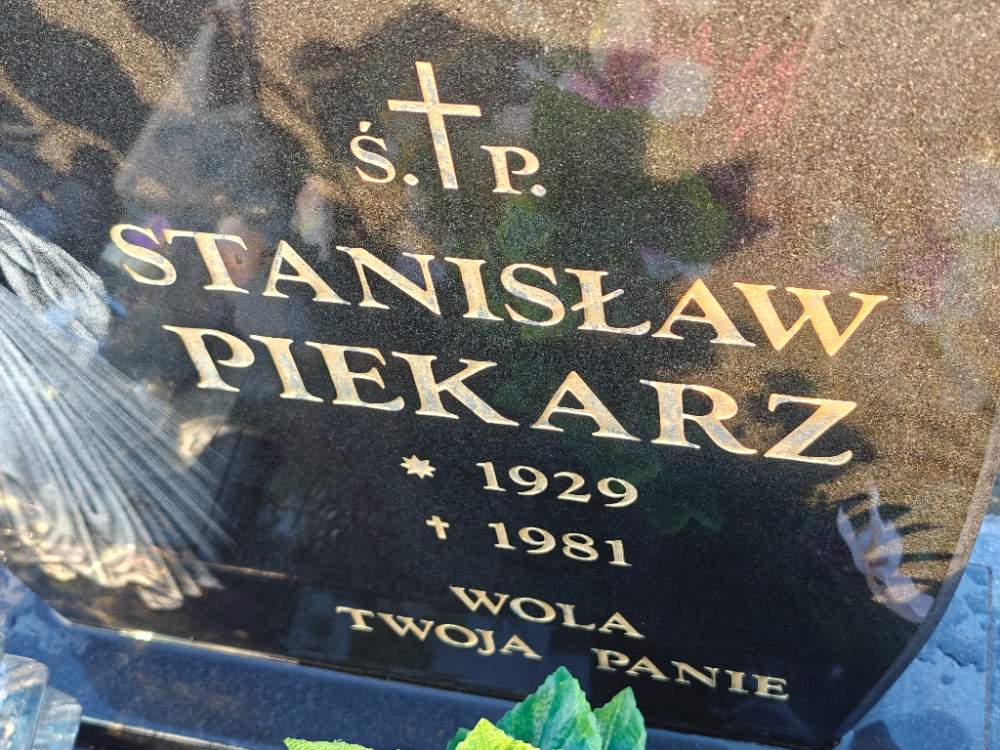 Ś.P.
STANISŁAW
PIEKARZ
* 1929
† 1981
WOLA
TWOJA PANIE